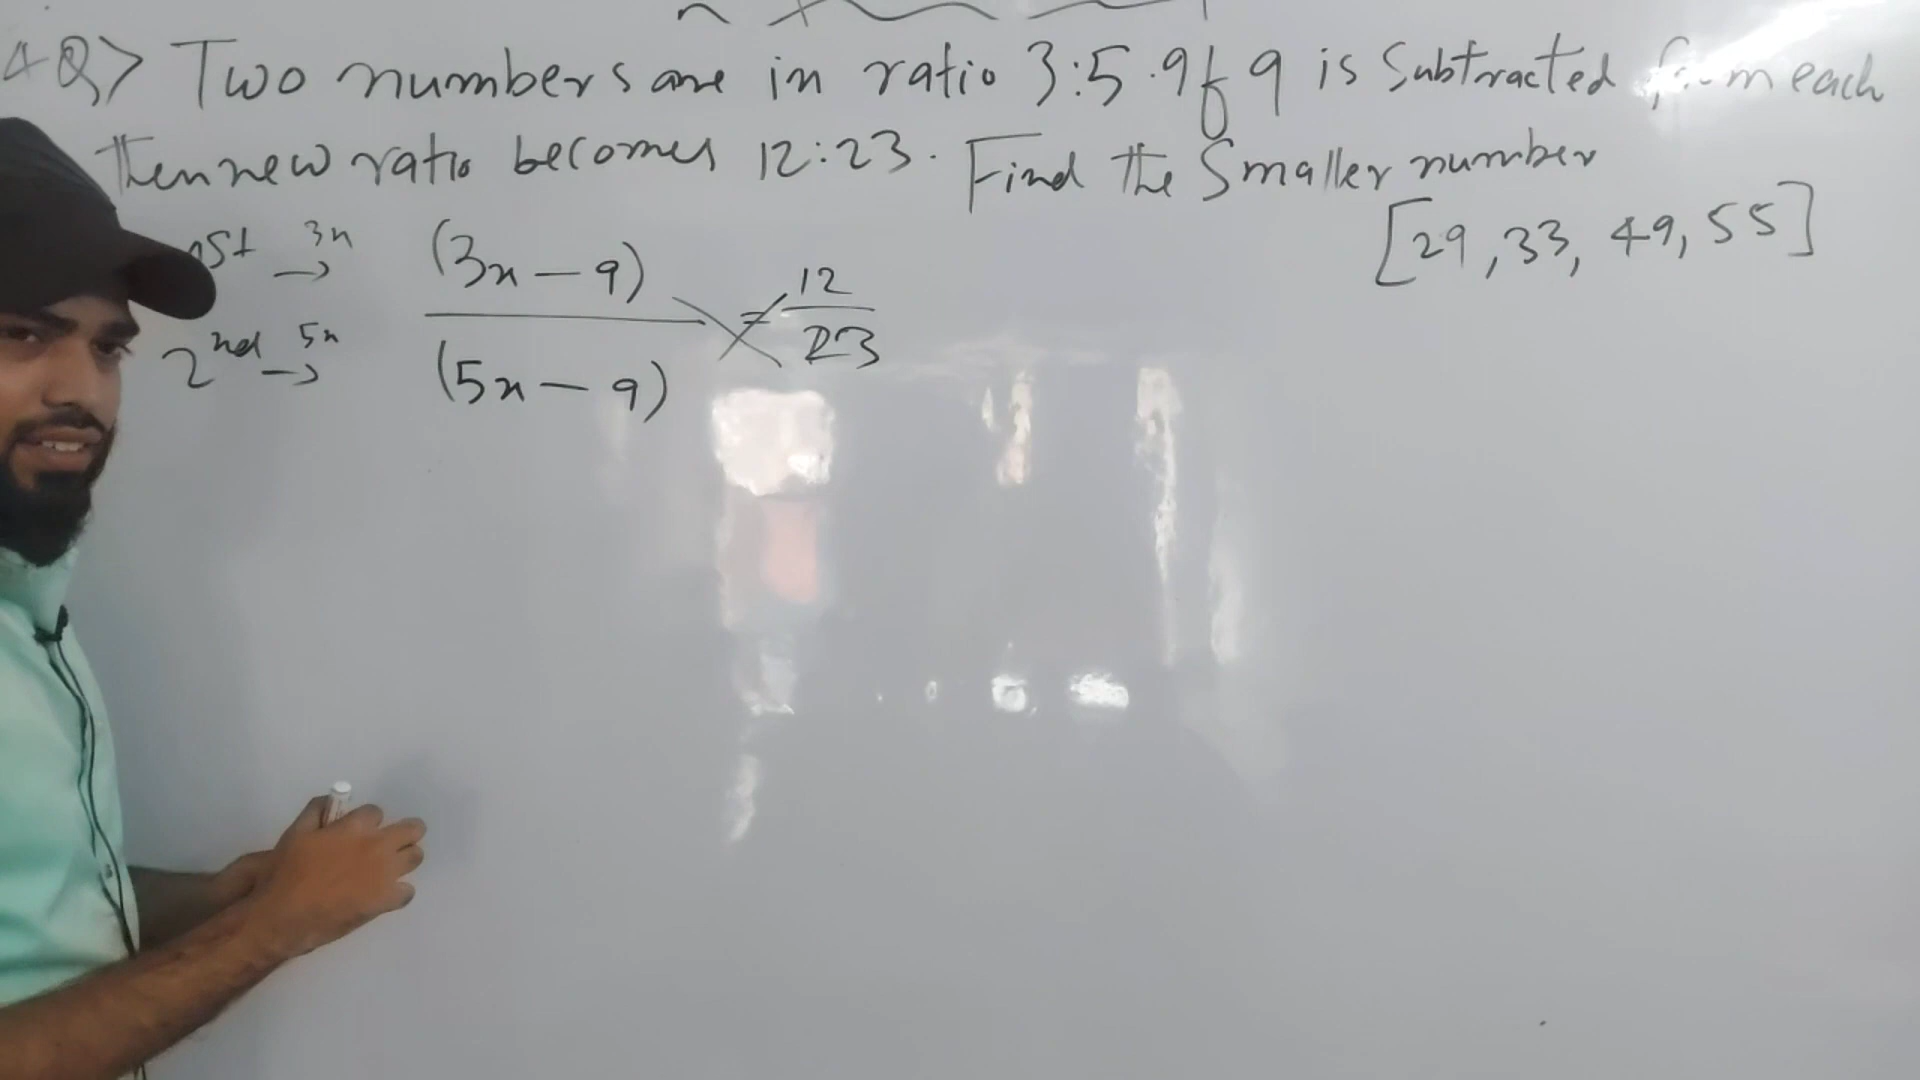 4Q> Two numbers are in ratio 3:5. If 9 is Subtracted from each
then new ratio becomes 12:23. Find the Smaller number
[29, 33, 49, 55]
1st → 3x
2nd → 5x
(3x - 9) / (5x - 9) = 12 / 23